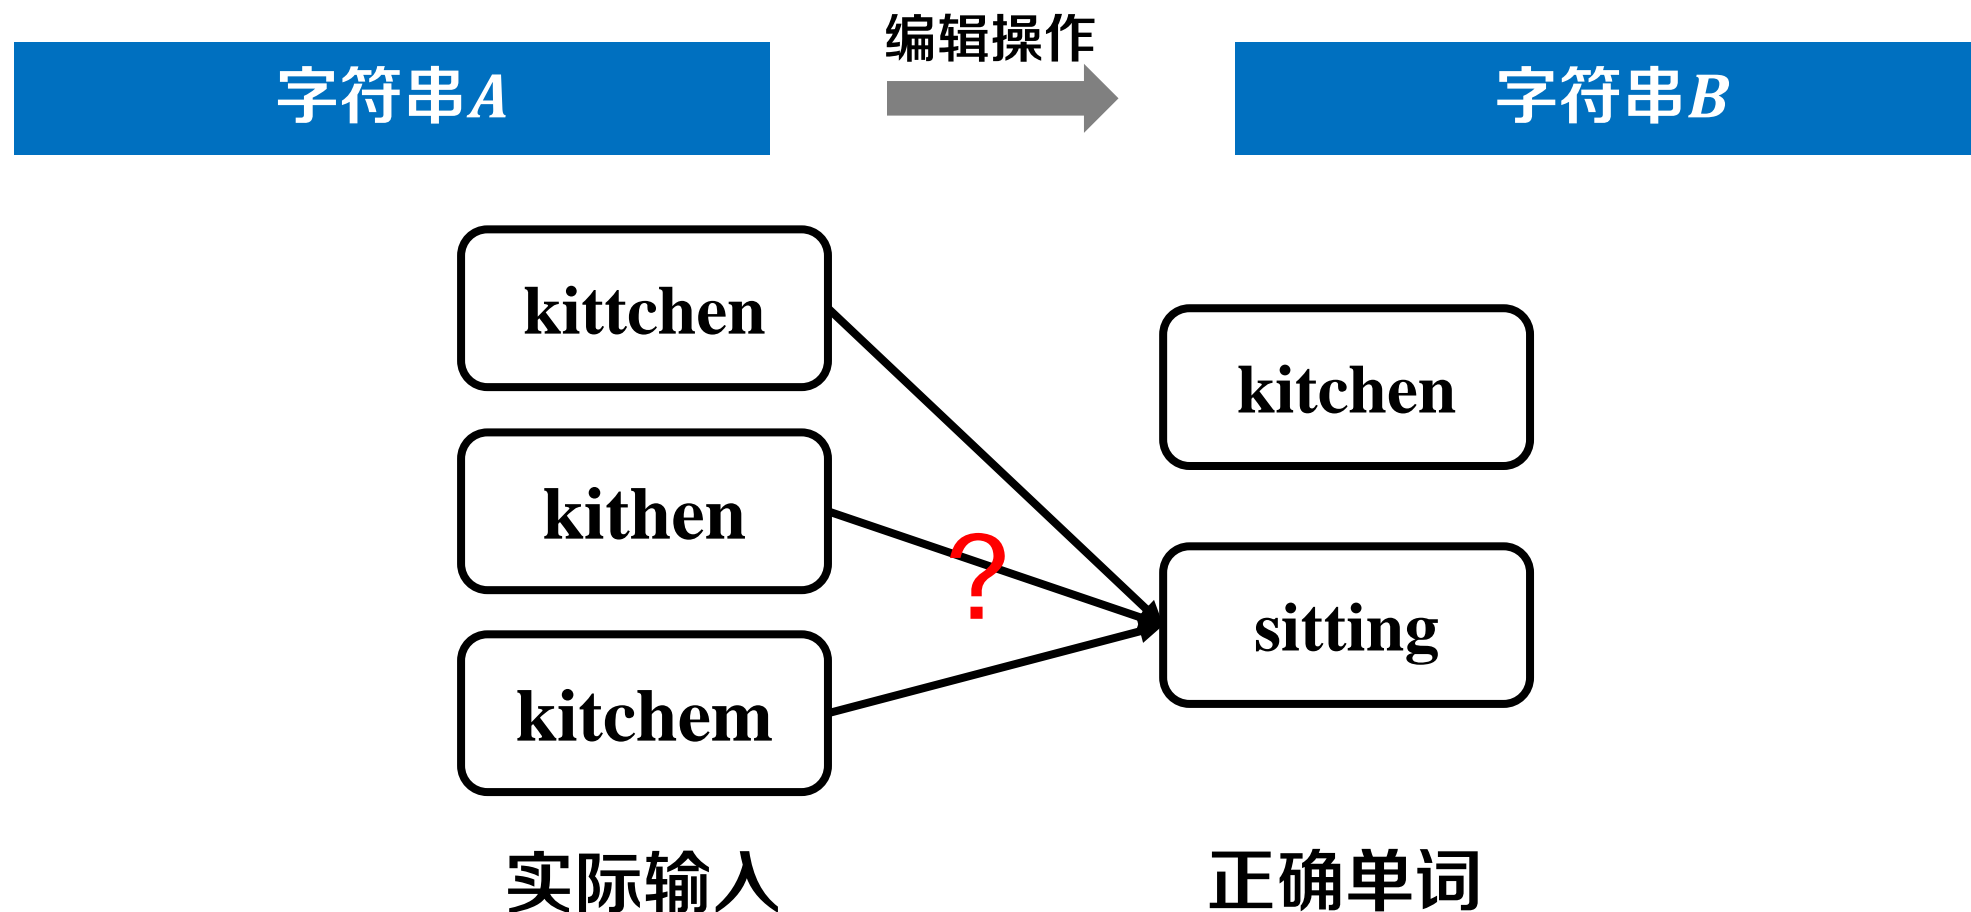 编辑操作
字符串A
字符串B
kittchen
kitchen
kithen
?
sitting
kitchem
实际输入
正确单词